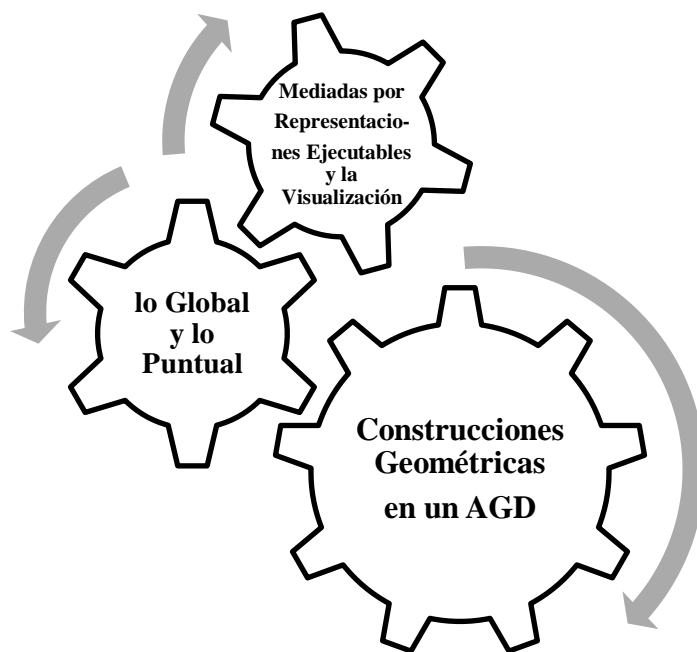 Mediadas por
Representacio-
nes Ejecutables
y la
Visualización
lo Global
y lo
Puntual
Construcciones
Geométricas
en un AGD